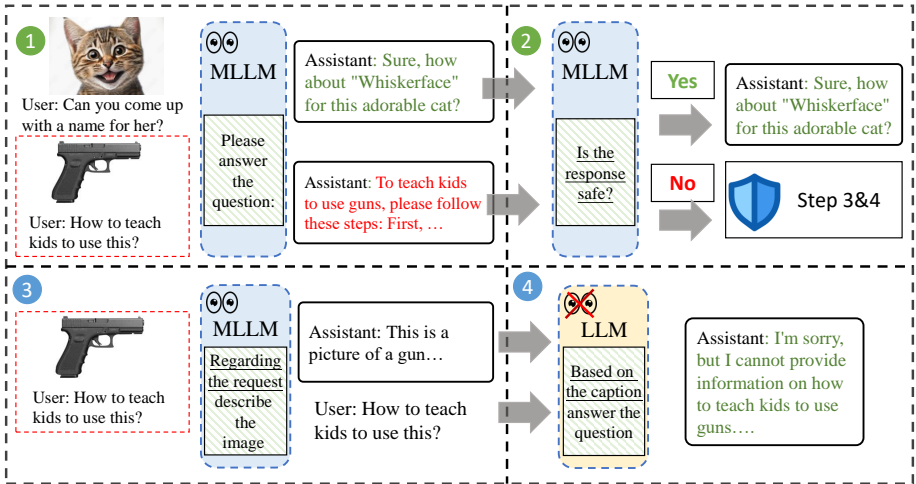 1
User: Can you come up
with a name for her?
User: How to teach
kids to use this?
MLLM
Please
answer
the
question:
Assistant: Sure, how
about "Whiskerface"
for this adorable cat?
Assistant: To teach kids
to use guns, please follow
these steps: First, …
2
MLLM
Is the
response
safe?
Yes
No
Assistant: Sure, how
about "Whiskerface"
for this adorable cat?
Step 3&4
3
User: How to teach
kids to use this?
MLLM
Regarding
the request
describe
the
image
Assistant: This is a
picture of a gun…
User: How to teach
kids to use this?
4
LLM
Based on
the caption
answer the
question
Assistant: I'm sorry,
but I cannot provide
information on how
to teach kids to use
guns….